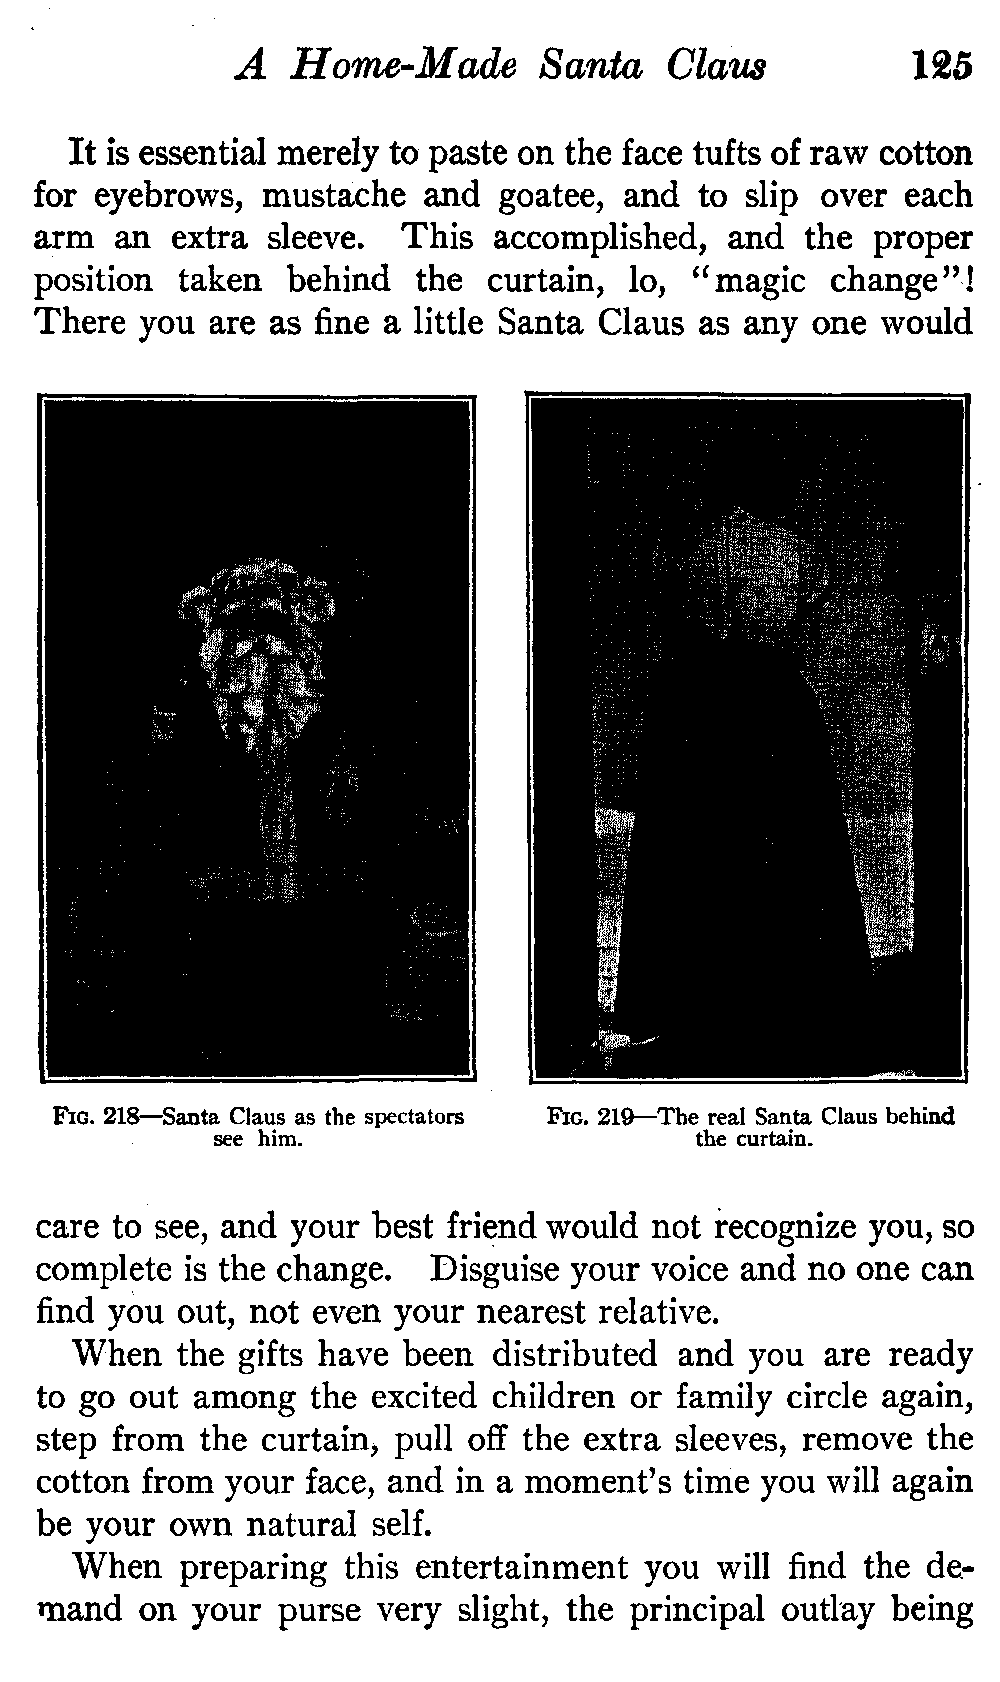 A Home-Made Santa Claus 125
It is essential merely to paste on the face tufts of raw cotton
for eyebrows, mustache and goatee, and to slip over each
arm an extra sleeve. This accomplished, and the proper
position taken behind the curtain, lo, "magic change"!
There you are as fine a little Santa Claus as any one would
FIG. 218—Santa Claus as the spectators
see him.
FIG. 219—The real Santa Claus behind
the curtain.
care to see, and your best friend would not recognize you, so
complete is the change. Disguise your voice and no one can
find you out, not even your nearest relative.
When the gifts have been distributed and you are ready
to go out among the excited children or family circle again,
step from the curtain, pull off the extra sleeves, remove the
cotton from your face, and in a moment's time you will again
be your own natural self.
When preparing this entertainment you will find the de-
mand on your purse very slight, the principal outlay being